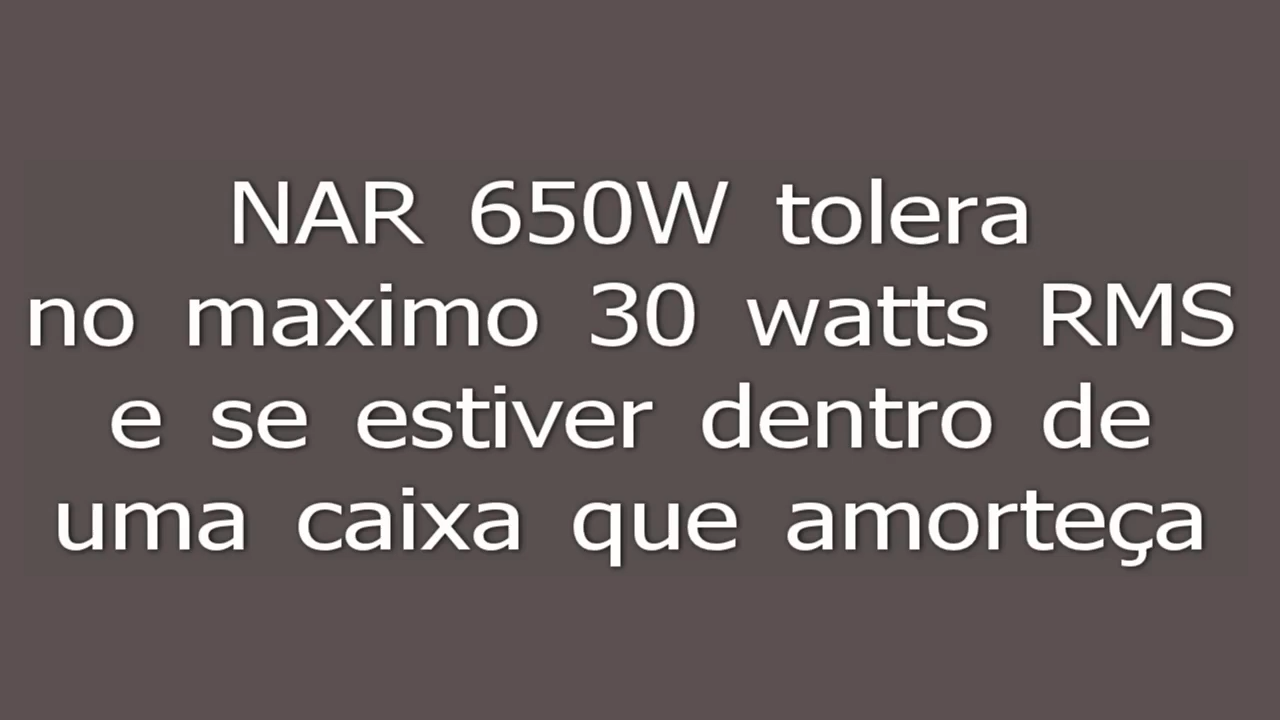 NAR 650W tolera
no maximo 30 watts RMS
e se estiver dentro de
uma caixa que amorteça